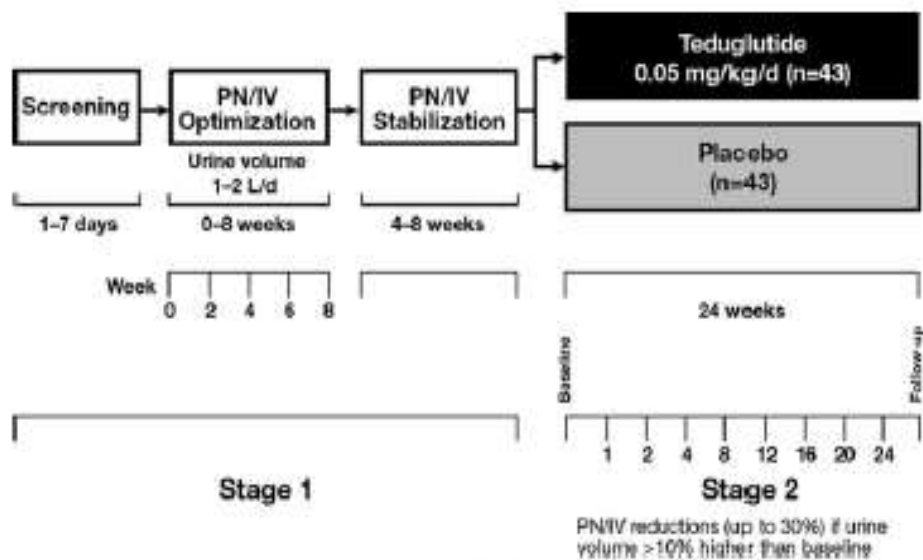 Screening
PN/IV
Optimization
PN/IV
Stabilization
Teduglutide
0.05 mg/kg/d (n=43)
Placebo
(n=43)
Urine volume
1–2 L/d
1–7 days
0–8 weeks
4–8 weeks
Week
0 2 4 6 8
24 weeks
Baseline
Follow-up
1 2 4 8 12 16 20 24
Stage 1
Stage 2
PN/IV reductions (up to 30%) if urine
volume >10% higher than baseline